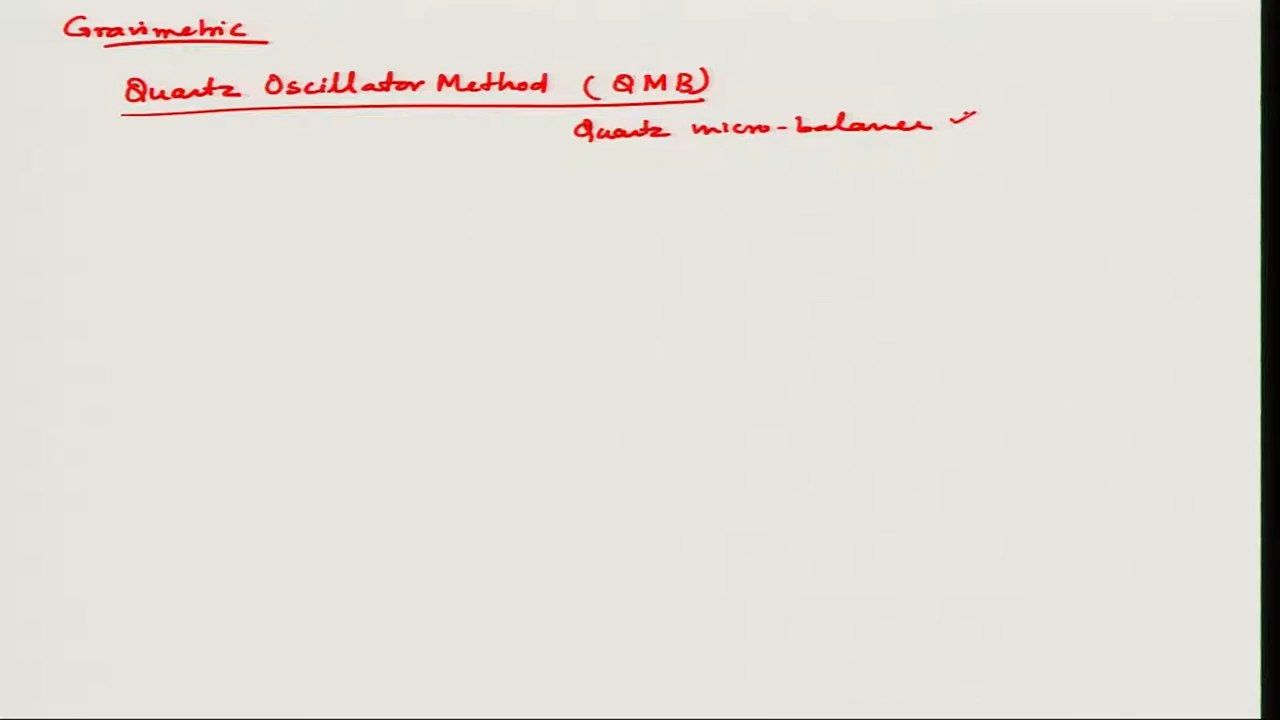 Gravimetric
Quartz Oscillator Method (QMB)
Quartz micro-balance ✓